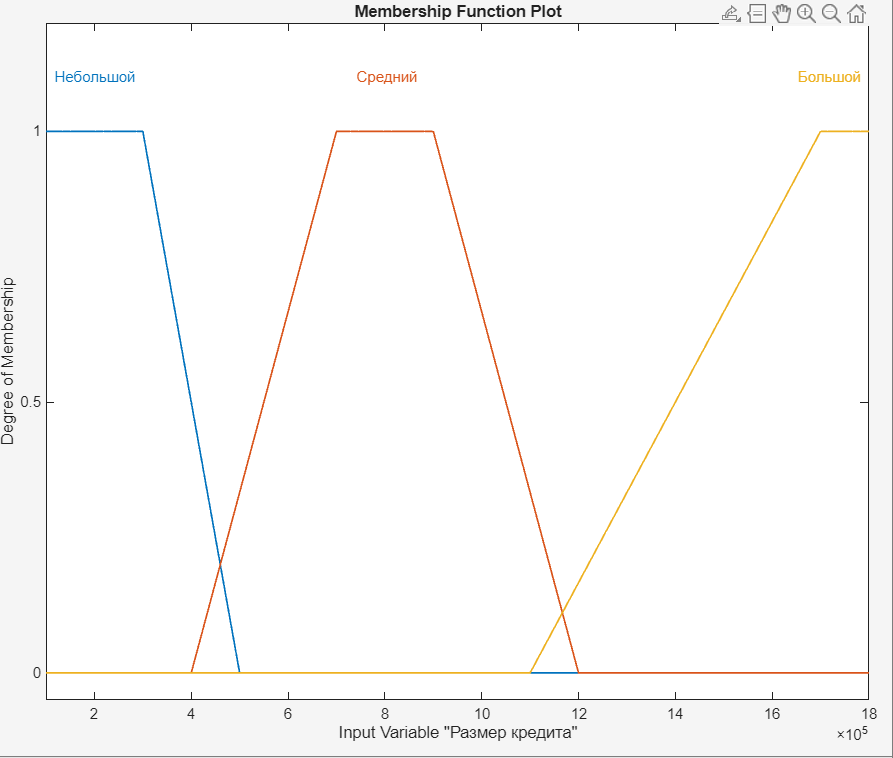 Membership Function Plot
Небольшой
Средний
Большой
1
0.5
0
Degree of Membership
2 4 6 8 10 12 14 16 18
Input Variable "Размер кредита"
×10⁵